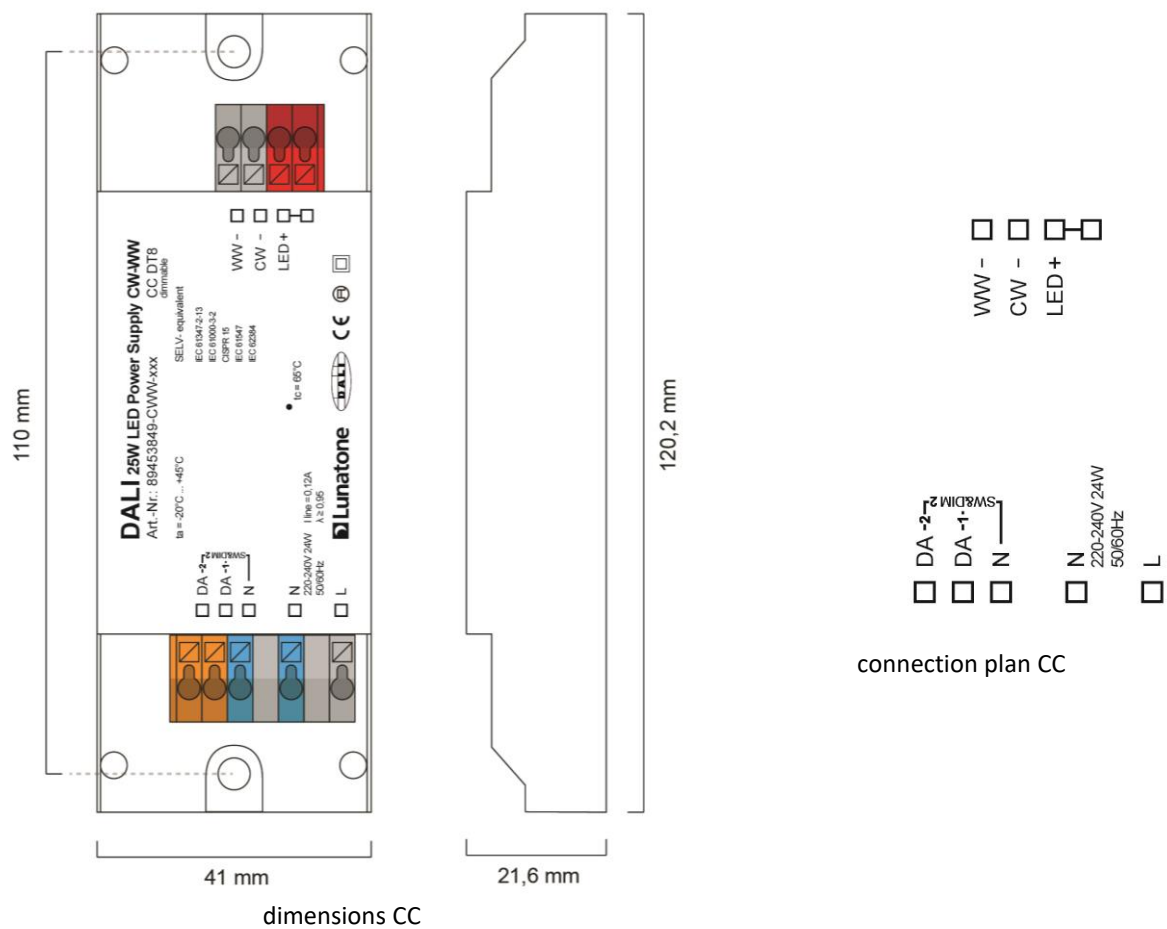 110 mm
WW -
CW -
LED +
DALI 25W LED Power Supply CW-WW
Art.-Nr.: 89453849-CWW-xxx
CC DT8
dimmable
ta = -20°C ... +45°C
SELV- equivalent
IEC 61347-2-13
IEC 61000-3-2
CISPR 15
IEC 61547
IEC 62384
tc = 65°C
DA -2-
DA -1-
N
SW&DIM 2
N
220-240V 24W
50/60Hz
I line = 0,12A
λ ≥ 0,95
L
Lunatone
DALI
CE
41 mm
21,6 mm
120,2 mm
dimensions CC
WW -
CW -
LED +
DA -2-
DA -1-
N
SW&DIM 2
N
220-240V 24W
50/60Hz
L
connection plan CC